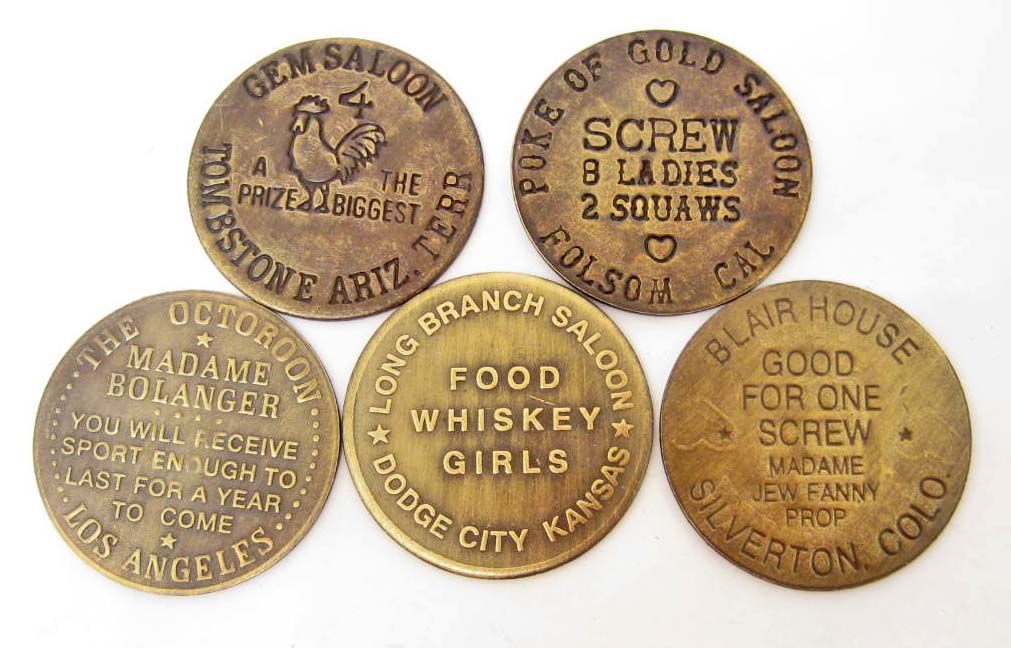 GEM SALOON
4
A THE
PRIZE BIGGEST
TOMBSTONE ARIZ. TERR
POKE OF GOLD SALOON
SCREW
8 LADIES
2 SQUAWS
FOLSOM CAL
THE OCTOROON
MADAME
BOLANGER
YOU WILL RECEIVE
SPORT ENOUGH TO
LAST FOR A YEAR
TO COME
LOS ANGELES
LONG BRANCH SALOON
FOOD
WHISKEY
GIRLS
DODGE CITY KANSAS
BLAIR HOUSE
GOOD
FOR ONE
SCREW
MADAME
JEW FANNY
PROP
SILVERTON, COLO.